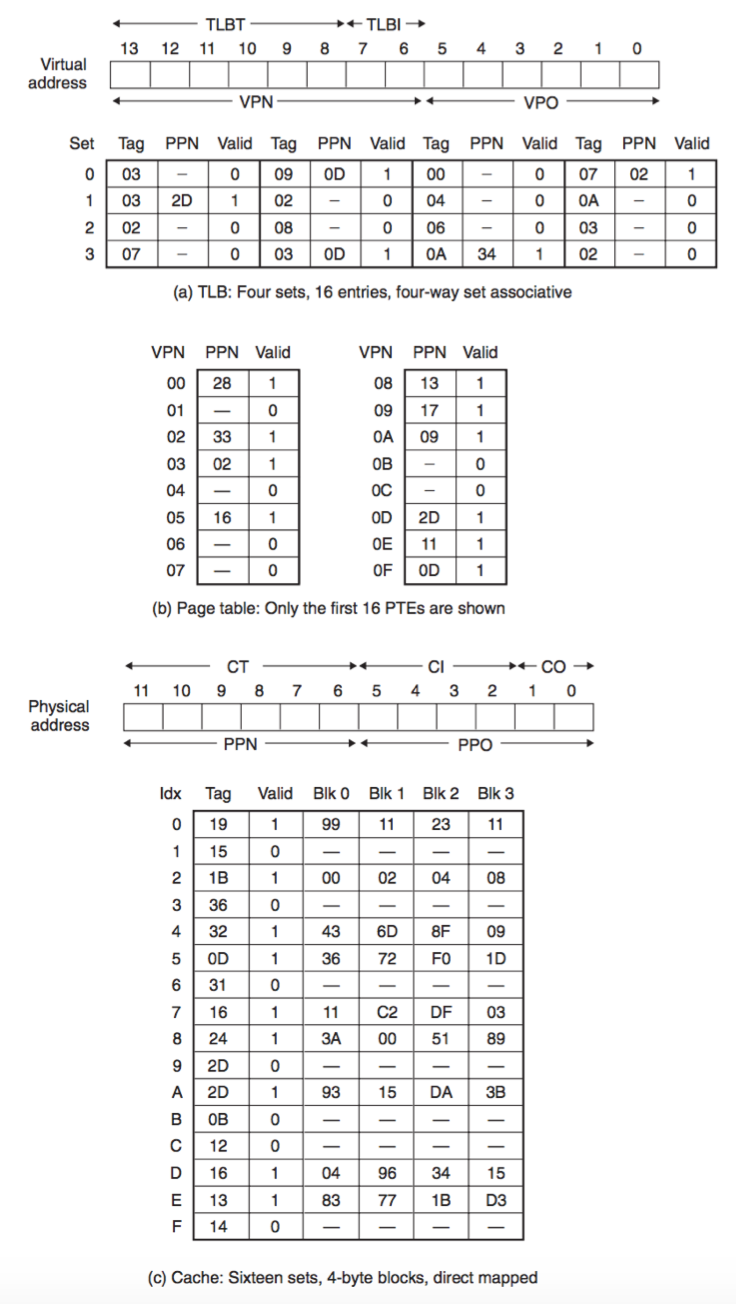 TLBT TLBI
13 12 11 10 9 8 7 6 5 4 3 2 1 0
Virtual
address
VPN VPO
Set Tag PPN Valid Tag PPN Valid Tag PPN Valid Tag PPN Valid
0 03 – 0 09 0D 1 00 – 0 07 02 1
1 03 2D 1 02 – 0 04 – 0 0A – 0
2 02 – 0 08 – 0 06 – 0 03 – 0
3 07 – 0 03 0D 1 0A 34 1 02 – 0
(a) TLB: Four sets, 16 entries, four-way set associative
VPN PPN Valid VPN PPN Valid
00 28 1 08 13 1
01 — 0 09 17 1
02 33 1 0A 09 1
03 02 1 0B – 0
04 — 0 0C – 0
05 16 1 0D 2D 1
06 — 0 0E 11 1
07 — 0 0F 0D 1
(b) Page table: Only the first 16 PTEs are shown
CT CI CO
11 10 9 8 7 6 5 4 3 2 1 0
Physical
address
PPN PPO
Idx Tag Valid Blk 0 Blk 1 Blk 2 Blk 3
0 19 1 99 11 23 11
1 15 0 — — — —
2 1B 1 00 02 04 08
3 36 0 — — — —
4 32 1 43 6D 8F 09
5 0D 1 36 72 F0 1D
6 31 0 — — — —
7 16 1 11 C2 DF 03
8 24 1 3A 00 51 89
9 2D 0 — — — —
A 2D 1 93 15 DA 3B
B 0B 0 — — — —
C 12 0 — — — —
D 16 1 04 96 34 15
E 13 1 83 77 1B D3
F 14 0 — — — —
(c) Cache: Sixteen sets, 4-byte blocks, direct mapped